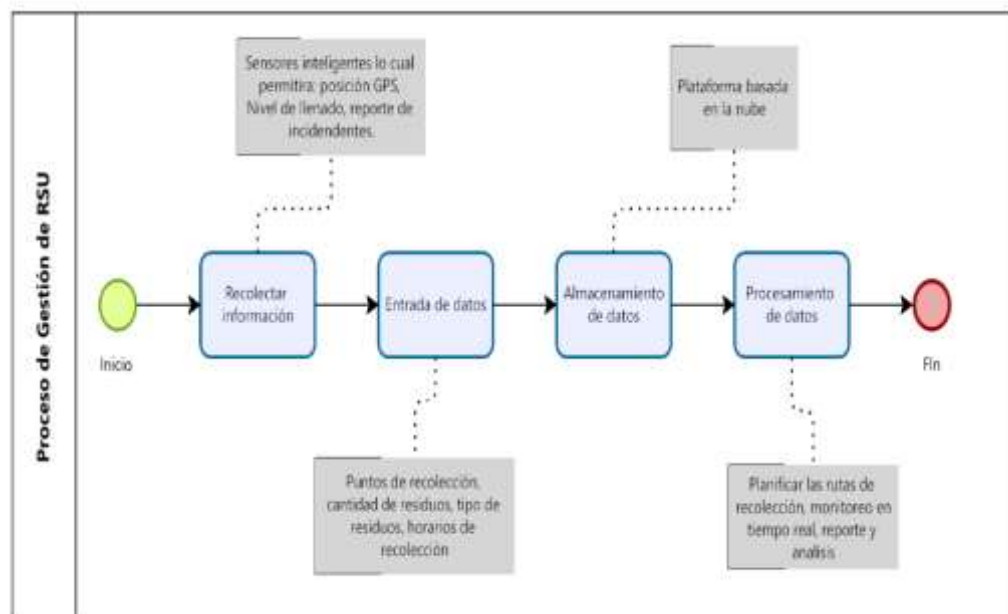 Proceso de Gestión de RSU
Sensores inteligentes lo cual
permitira: posición GPS,
Nivel de llenado, reporte de
incidendentes.
Plataforma basada
en la nube
Inicio
Recolectar
información
Entrada de datos
Almacenamiento
de datos
Procesamiento
de datos
Fin
Puntos de recolección,
cantidad de residuos, tipo de
residuos, horarios de
recolección
Planificar las rutas de
recolección, monitoreo en
tiempo real, reporte y
analisis